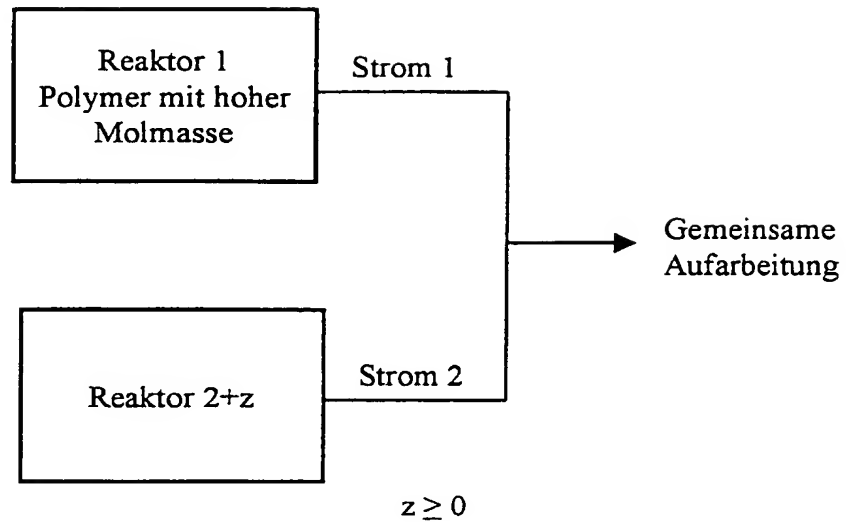 Reaktor 1
Polymer mit hoher
Molmasse
Strom 1
Gemeinsame
Aufarbeitung
Reaktor 2+z
Strom 2
z ≥ 0